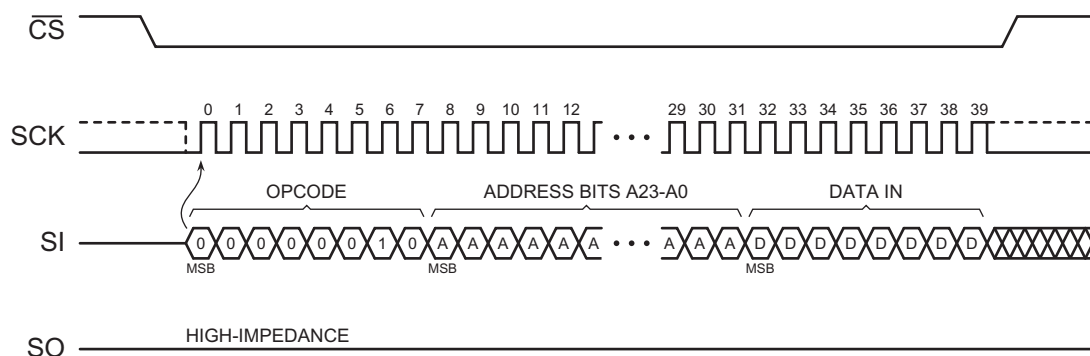 CS
0 1 2 3 4 5 6 7 8 9 10 11 12 29 30 31 32 33 34 35 36 37 38 39
SCK
OPCODE ADDRESS BITS A23-A0 DATA IN
SI 0 0 0 0 0 0 1 0 A A A A A A A A A D D D D D D D D
MSB MSB MSB
HIGH-IMPEDANCE
SO